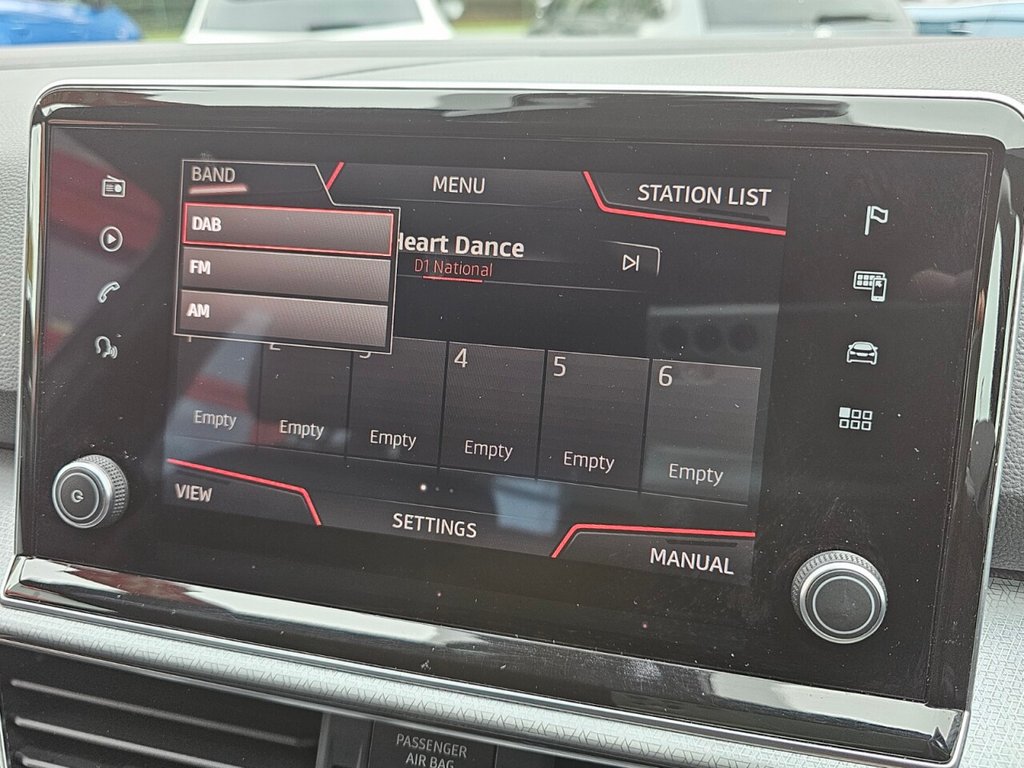 BAND
MENU
STATION LIST
DAB
FM
AM
Heart Dance
D1 National
4
5
6
Empty
Empty
Empty
Empty
Empty
Empty
VIEW
SETTINGS
MANUAL
PASSENGER
AIR BAG